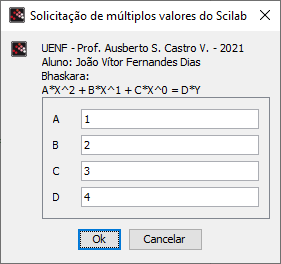 Solicitação de múltiplos valores do Scilab
UENF - Prof. Ausberto S. Castro V. - 2021
Aluno: João Vítor Fernandes Dias
Bhaskara:
A*X^2 + B*X^1 + C*X^0 = D*Y
A 1
B 2
C 3
D 4
Ok Cancelar